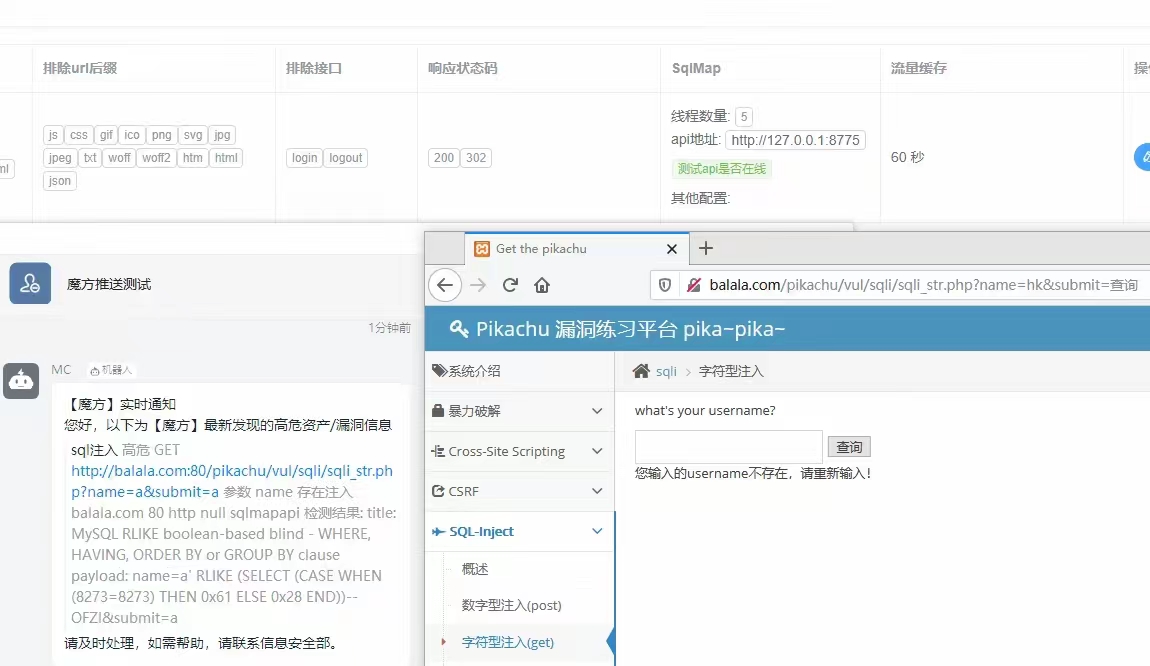 排除url后缀 排除接口 响应状态码 SqlMap 流量缓存
js css gif ico png svg jpg
jpeg txt woff woff2 htm html
json
login logout
200 302
线程数量: 5
api地址: http://127.0.0.1:8775
测试api是否在线
其他配置:
60 秒
魔方推送测试
1分钟前
MC 机器人
【魔方】实时通知
您好，以下为【魔方】最新发现的高危资产/漏洞信息
sql注入 高危 GET
http://balala.com:80/pikachu/vul/sqli/sqli_str.ph
p?name=a&submit=a 参数 name 存在注入
balala.com 80 http null sqlmapapi 检测结果: title:
MySQL RLIKE boolean-based blind - WHERE,
HAVING, ORDER BY or GROUP BY clause
payload: name=a' RLIKE (SELECT (CASE WHEN
(8273=8273) THEN 0x61 ELSE 0x28 END))--
OFZl&submit=a
请及时处理，如需帮助，请联系信息安全部。
Get the pikachu
balala.com/pikachu/vul/sqli/sqli_str.php?name=hk&submit=查询
Pikachu 漏洞练习平台 pika~pika~
系统介绍
暴力破解
Cross-Site Scripting
CSRF
SQL-Inject
概述
数字型注入(post)
字符型注入(get)
sqli
字符型注入
what's your username?
查询
您输入的username不存在，请重新输入！